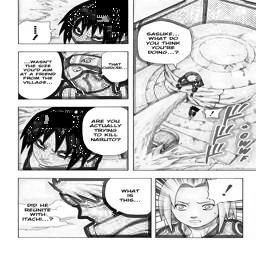 SASUKE...
WHAT DO
YOU THINK
YOU'RE
DOING...?
!
!
THAT
CHIDORI...
...WASN'T
THE SIZE
YOU'D AIM
AT A FRIEND
FROM THE
VILLAGE...
ARE YOU
ACTUALLY
TRYING
TO KILL
NARUTO?
WHAT
IS
THIS...
DID HE
REUNITE
WITH
ITACHI...?
!